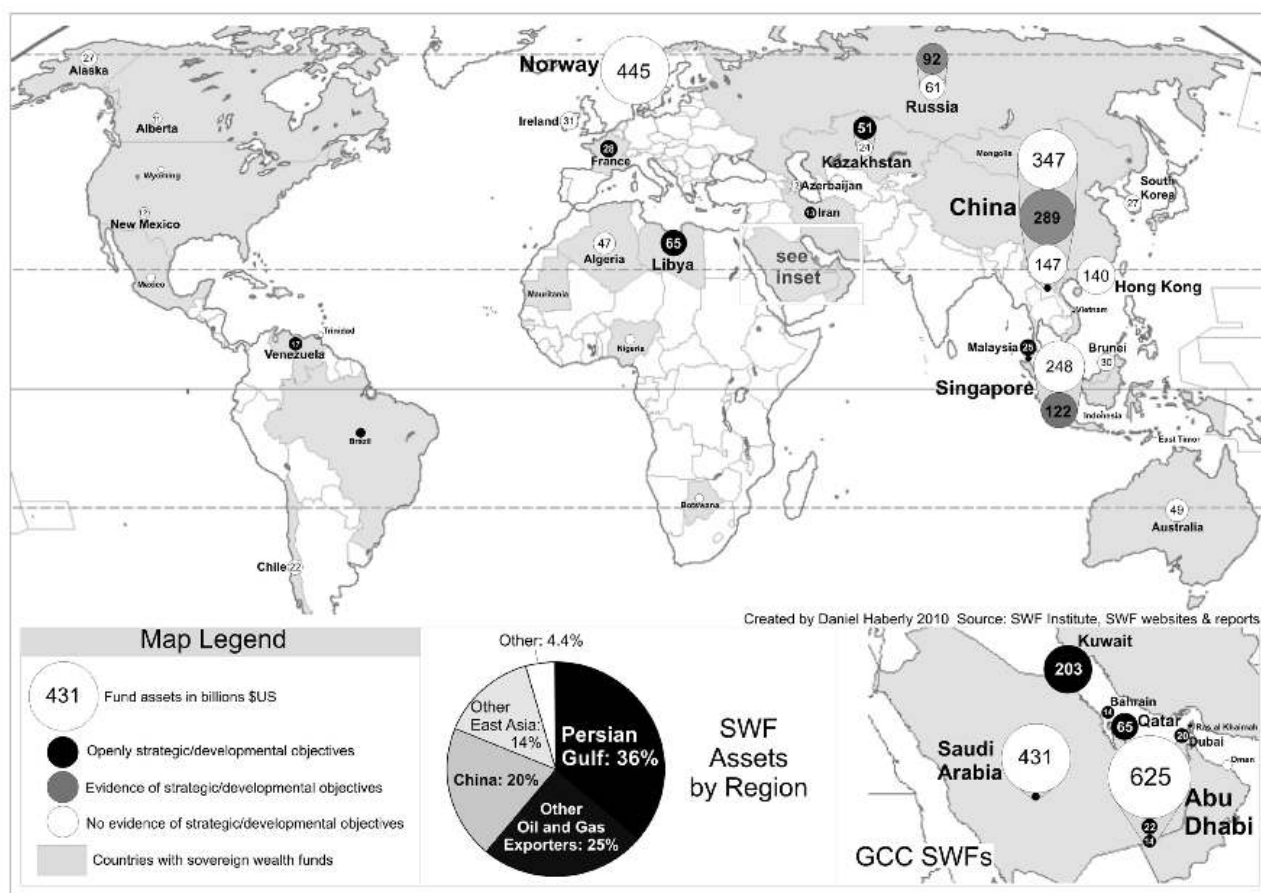 27
Alaska
11
Alberta
Wyoming
12
New Mexico
Mexico
Trinidad
17
Venezuela
Brazil
Chile 22
Norway
445
Ireland 31
28
France
92
61
Russia
51
24
Kazakhstan
Azerbaijan
13 Iran
Mongolia
347
China
289
147
South
Korea
27
140
Hong Kong
47
Algeria
65
Libya
see
inset
Mauritania
Nigeria
Botswana
Vietnam
Malaysia 25
Brunei
30
248
Singapore
122
Indonesia
East Timor
49
Australia
Created by Daniel Haberly 2010 Source: SWF Institute, SWF websites & reports
Map Legend
431
Fund assets in billions $US
Openly strategic/developmental objectives
Evidence of strategic/developmental objectives
No evidence of strategic/developmental objectives
Countries with sovereign wealth funds
Other: 4.4%
Other
East Asia:
14%
China: 20%
Persian
Gulf: 36%
Other
Oil and Gas
Exporters: 25%
SWF
Assets
by Region
Kuwait
203
Bahrain
14
Qatar
65
Ras al Khaimah
20
Dubai
Oman
Saudi
Arabia
431
625
Abu
Dhabi
22
14
GCC SWFs